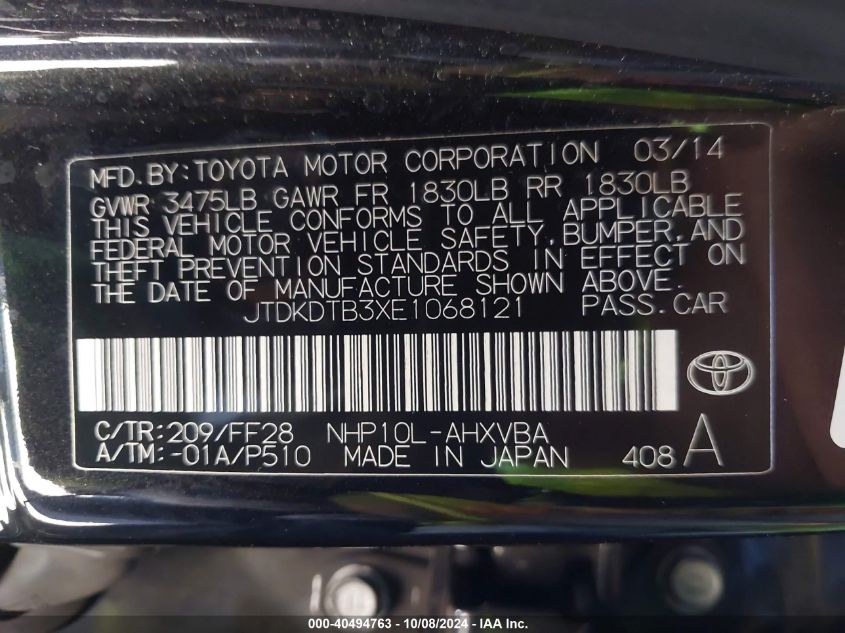 MFD.BY:TOYOTA MOTOR CORPORATION 03/14
GVWR 3475LB GAWR FR 1830LB RR 1830LB
THIS VEHICLE CONFORMS TO ALL APPLICABLE
FEDERAL MOTOR VEHICLE SAFETY,BUMPER,AND
THEFT PREVENTION STANDARDS IN EFFECT ON
THE DATE OF MANUFACTURE SHOWN ABOVE.
JTDKDTB3XE1068121 PASS.CAR
C/TR:209/FF28 NHP10L-AHXVBA
A/TM:-01A/P510 MADE IN JAPAN 408 A
000-40494763 - 10/08/2024 - IAA Inc.